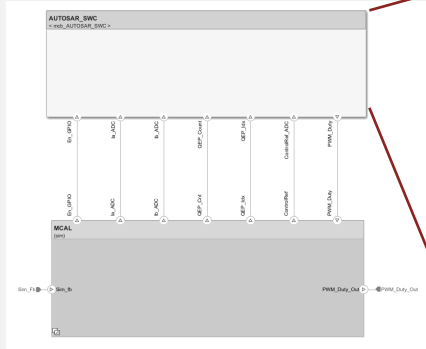 AUTOSAR_SWC
< mcb_AUTOSAR_SWC >
En_GPIO
Ia_ADC
Ib_ADC
QEP_Count
QEP_Idx
ControlRef_ADC
PWM_Duty
En_GPIO
Ia_ADC
Ib_ADC
QEP_Cnt
QEP_Idx
ControlRef
PWM_Duty
MCAL
(sim)
Sim_Fb Sim_fb PWM_Duty_Out PWM_Duty_Out